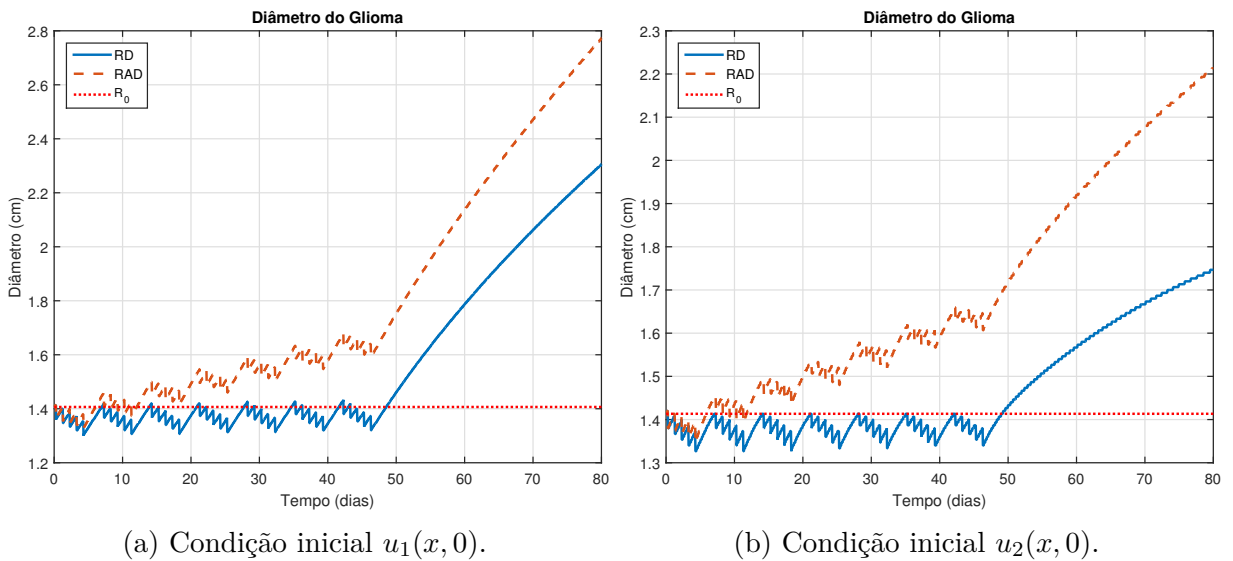 Diâmetro do Glioma
RD
RAD
R0
2.8
2.6
2.4
2.2
2
1.8
1.6
1.4
1.2
Diâmetro (cm)
0 10 20 30 40 50 60 70 80
Tempo (dias)
(a) Condição inicial u1(x, 0).
Diâmetro do Glioma
RD
RAD
R0
2.3
2.2
2.1
2
1.9
1.8
1.7
1.6
1.5
1.4
1.3
Diâmetro (cm)
0 10 20 30 40 50 60 70 80
Tempo (dias)
(b) Condição inicial u2(x, 0).